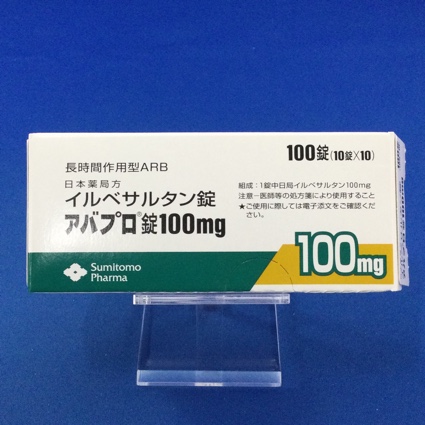 100錠(10錠×10)
長時間作用型ARB
日本薬局方
イルベサルタン錠
アバプロ®錠100mg
組成:1錠中日局イルベサルタン100mg
注意-医師等の処方箋により使用すること
★ご使用に際しては電子添文をご確認くだ
さい。
100mg
Sumitomo
Pharma